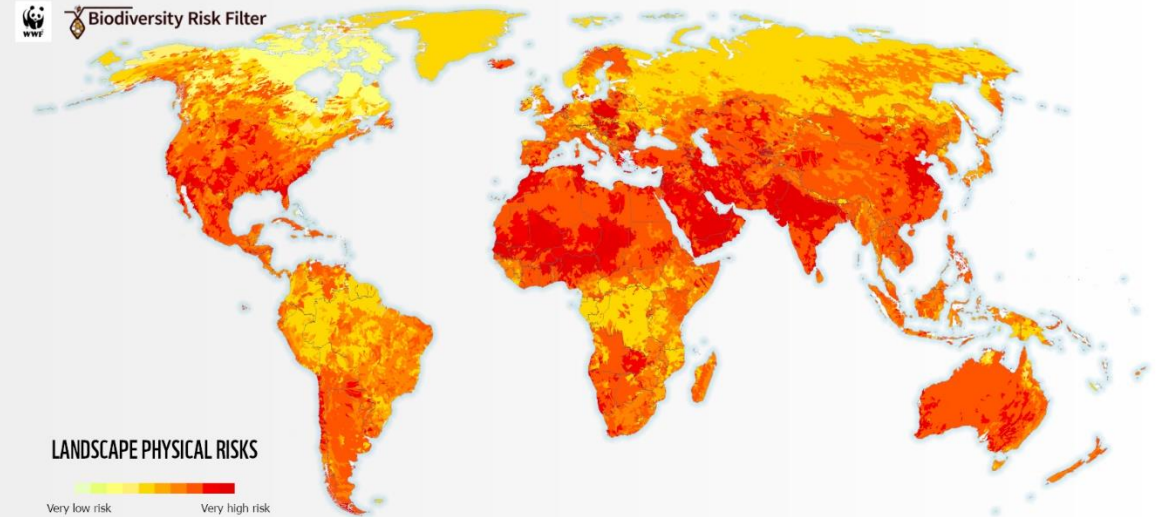 WWF
Biodiversity Risk Filter
LANDSCAPE PHYSICAL RISKS
Very low risk
Very high risk